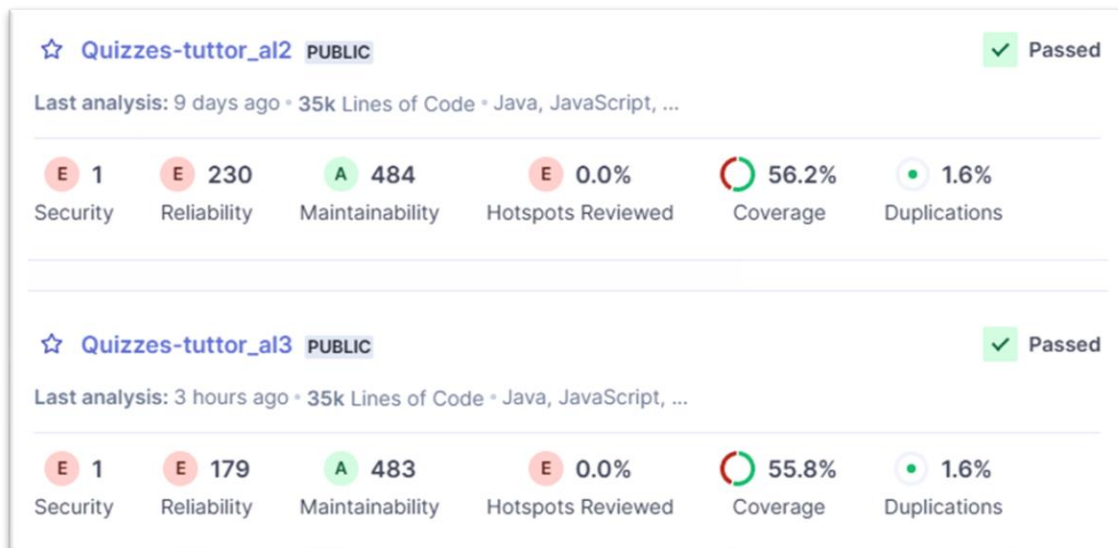 Quizzes-tuttor_al2 PUBLIC Passed
Last analysis: 9 days ago • 35k Lines of Code • Java, JavaScript, ...
E 1 E 230 A 484 E 0.0% 56.2% 1.6%
Security Reliability Maintainability Hotspots Reviewed Coverage Duplications
Quizzes-tuttor_al3 PUBLIC Passed
Last analysis: 3 hours ago • 35k Lines of Code • Java, JavaScript, ...
E 1 E 179 A 483 E 0.0% 55.8% 1.6%
Security Reliability Maintainability Hotspots Reviewed Coverage Duplications